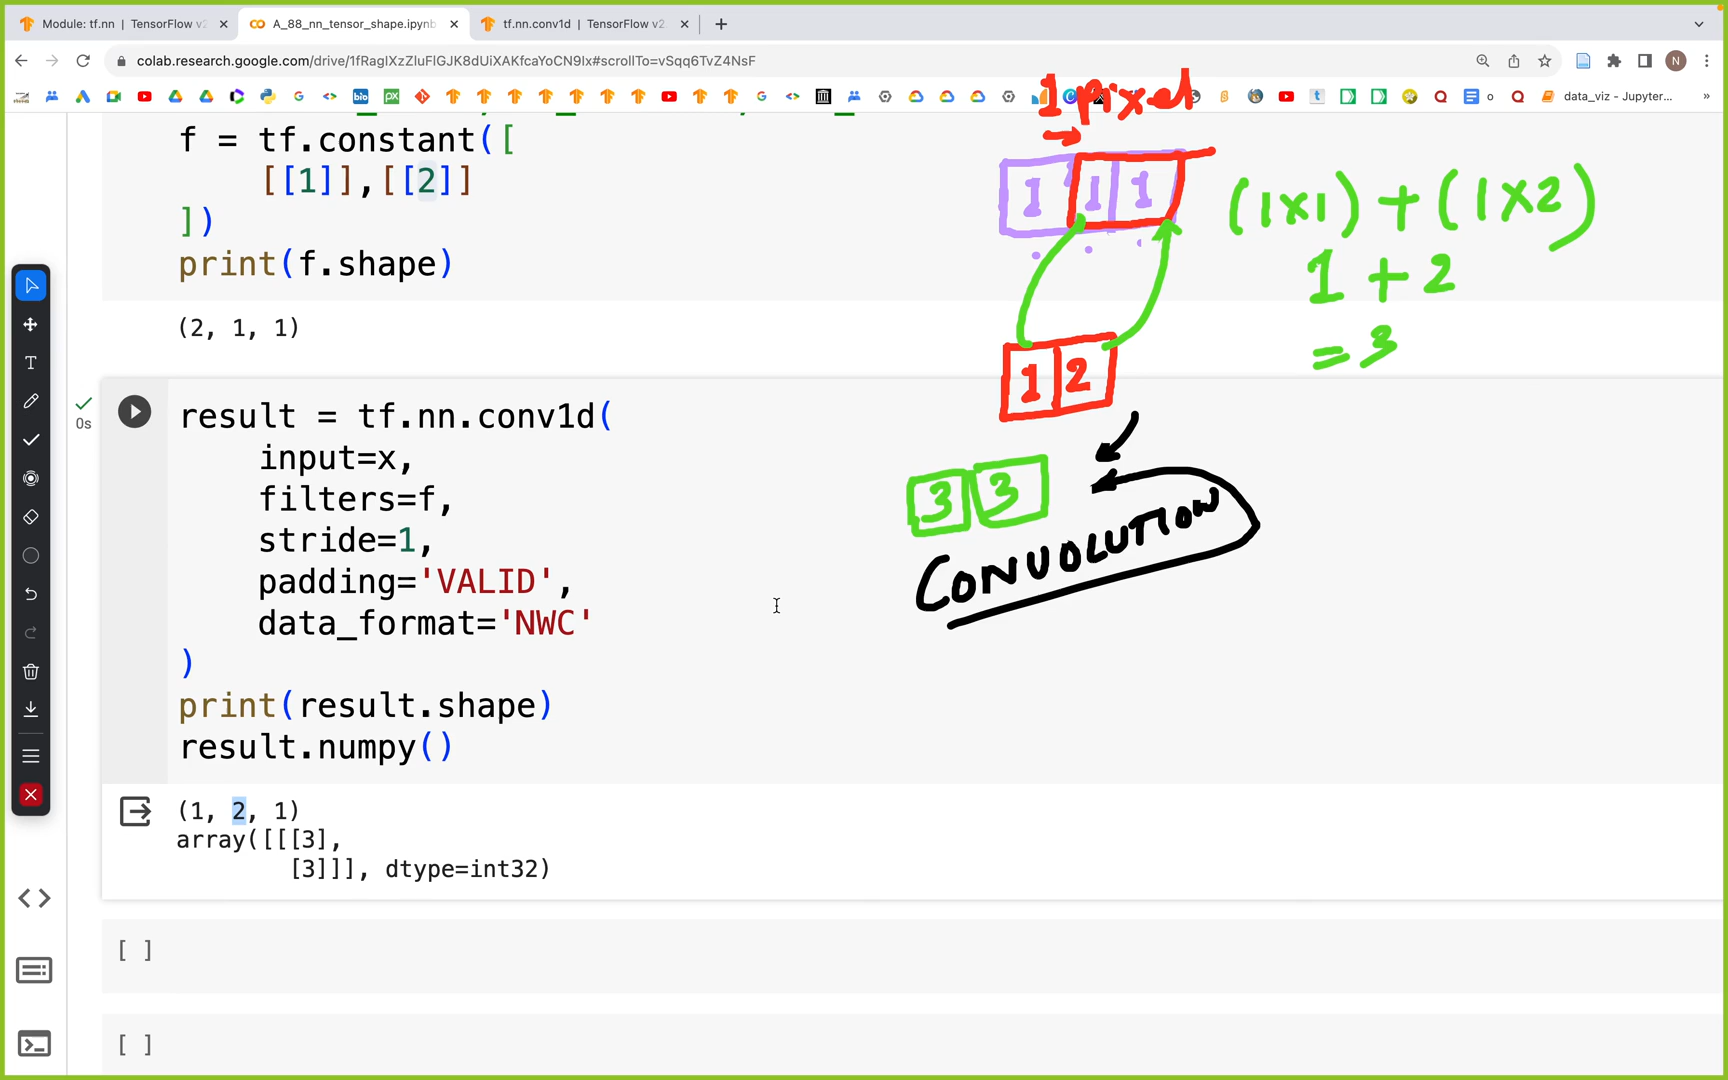 Module: tf.nn | TensorFlow v2
A_88_nn_tensor_shape.ipynb
tf.nn.conv1d | TensorFlow v2
colab.research.google.com/drive/1fRagIXzZluFlGJK8dUiXAKfcaYoCN9Ix#scrollTo=vSqq6TvZ4NsF
data_viz - Jupyter...
1 pixel
f = tf.constant([
[[1]],[[2]]
])
print(f.shape)
(2, 1, 1)
1 1 1
(1x1) + (1x2)
1 + 2
= 3
1 2
result = tf.nn.conv1d(
input=x,
filters=f,
stride=1,
padding='VALID',
data_format='NWC'
)
print(result.shape)
result.numpy()
3 3
CONVOLUTION
0s
(1, 2, 1)
array([[[3],
[3]]], dtype=int32)
[ ]
[ ]